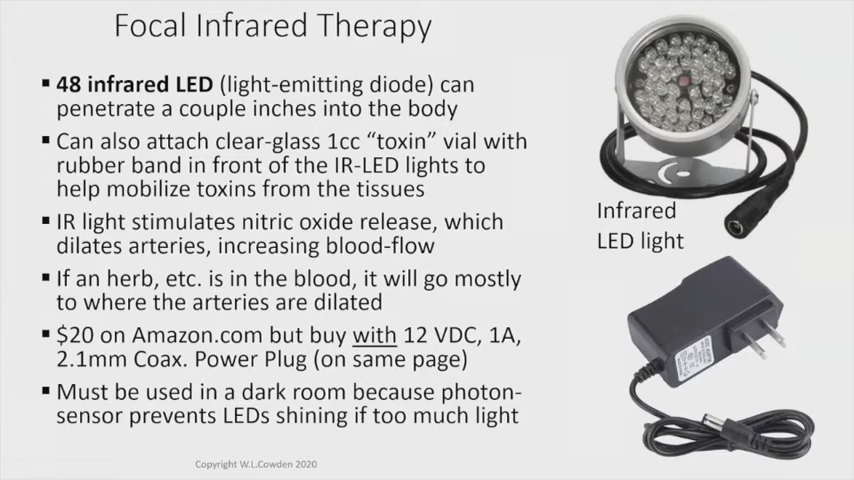 Focal Infrared Therapy
▪ 48 infrared LED (light-emitting diode) can
penetrate a couple inches into the body
▪ Can also attach clear-glass 1cc “toxin” vial with
rubber band in front of the IR-LED lights to
help mobilize toxins from the tissues
▪ IR light stimulates nitric oxide release, which
dilates arteries, increasing blood-flow
▪ If an herb, etc. is in the blood, it will go mostly
to where the arteries are dilated
▪ $20 on Amazon.com but buy with 12 VDC, 1A,
2.1mm Coax. Power Plug (on same page)
▪ Must be used in a dark room because photon-
sensor prevents LEDs shining if too much light
Infrared
LED light
Copyright W.L.Cowden 2020